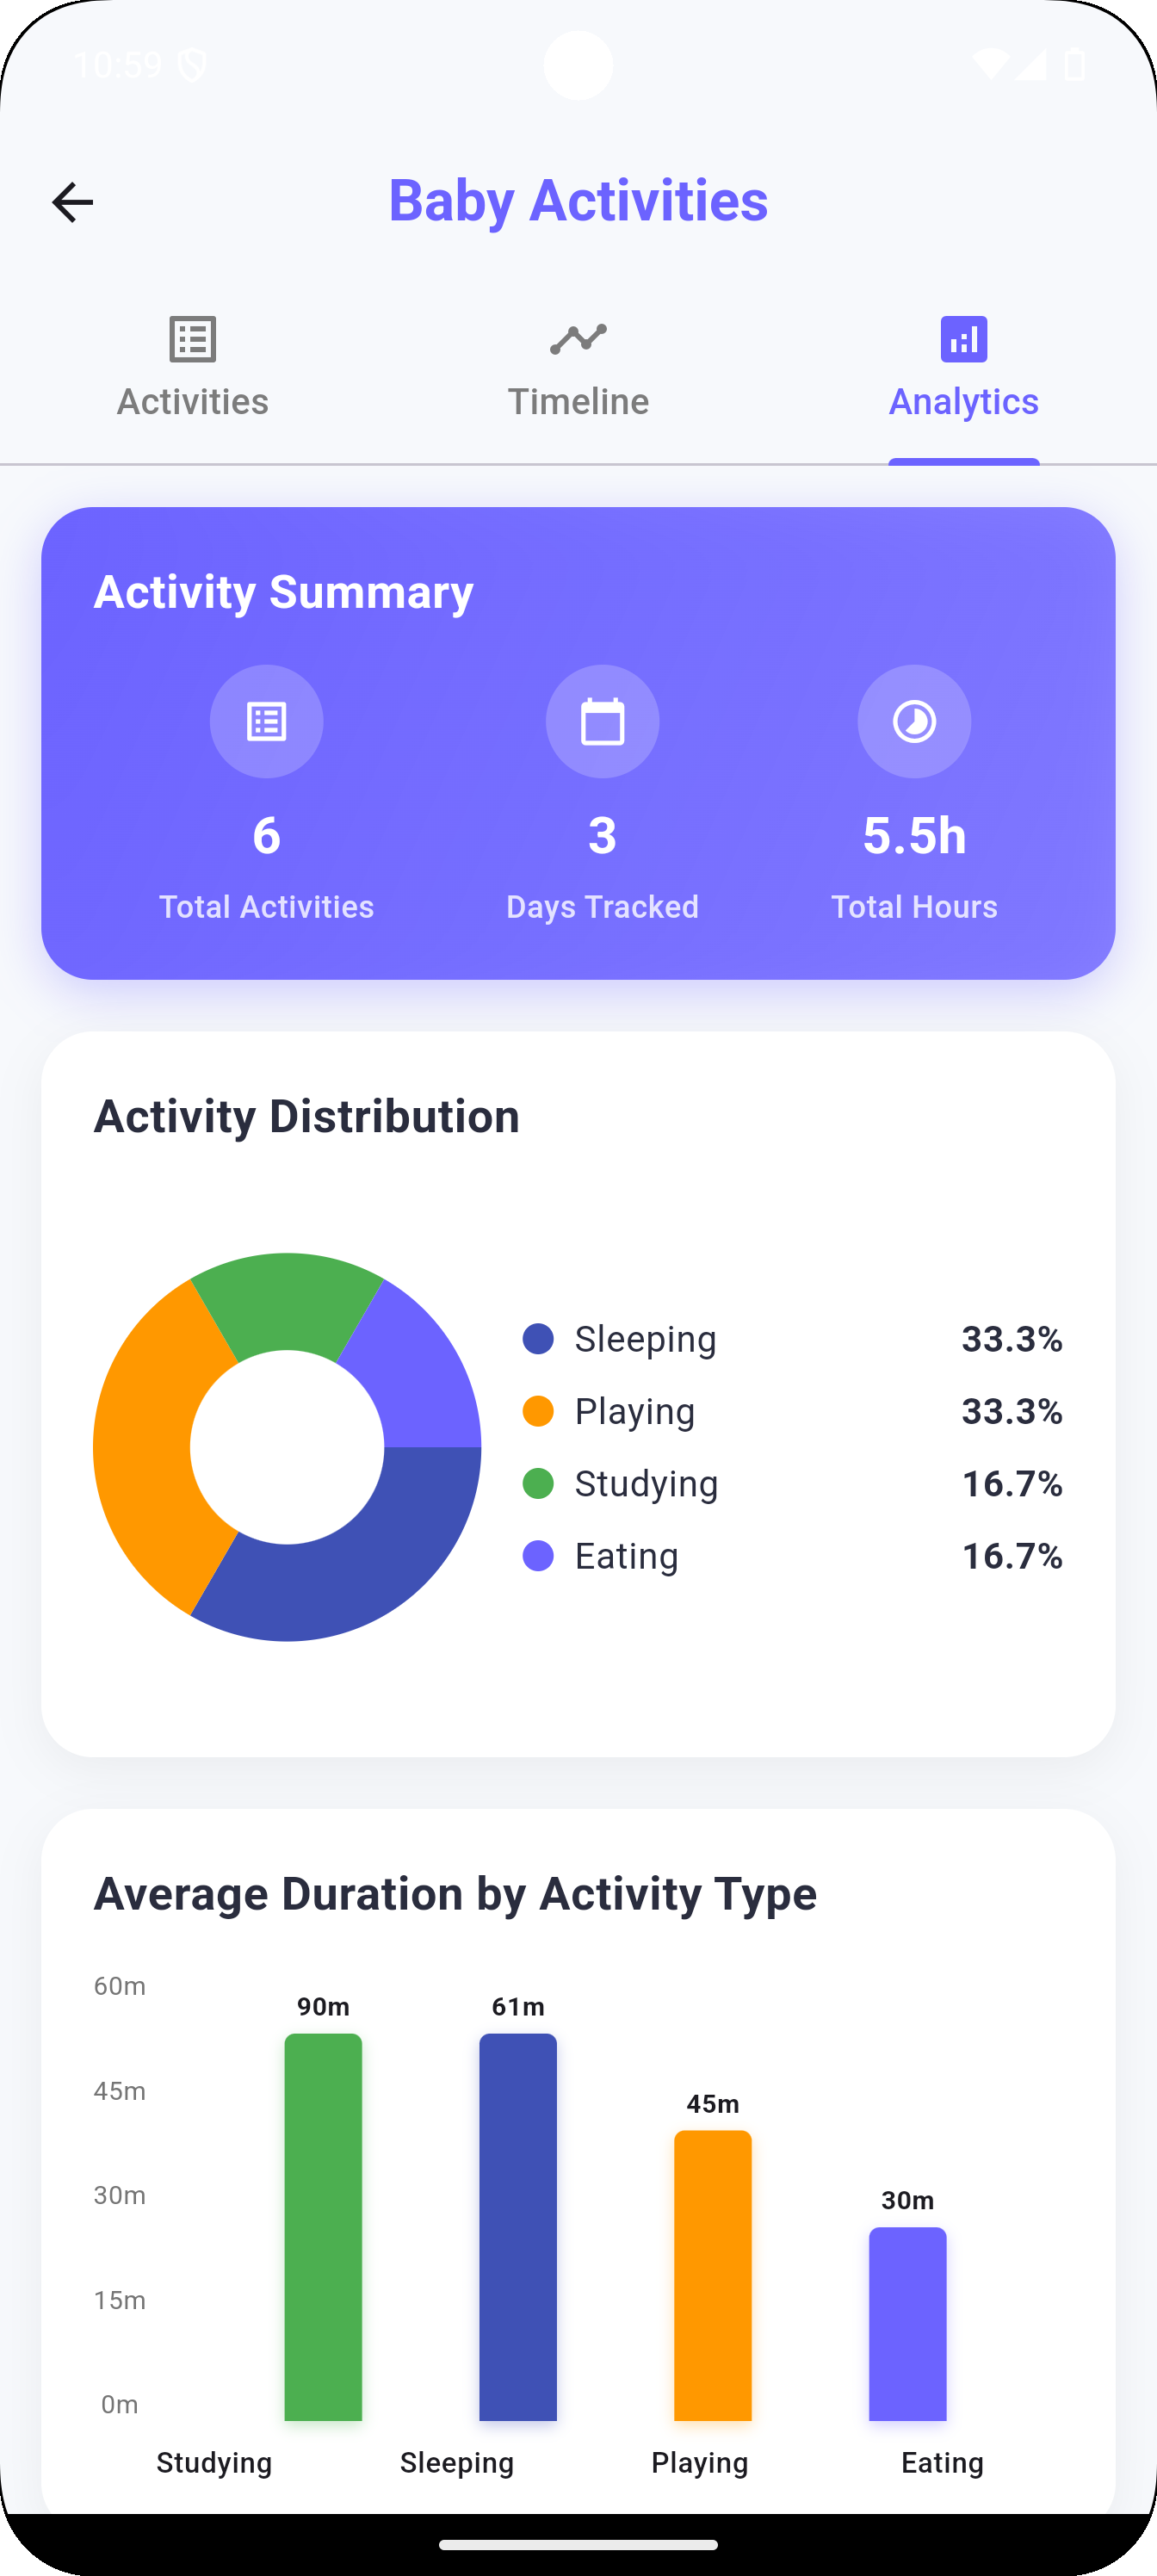 10:59
Baby Activities
Activities Timeline Analytics
Activity Summary
6 3 5.5h
Total Activities Days Tracked Total Hours
Activity Distribution
Sleeping 33.3%
Playing 33.3%
Studying 16.7%
Eating 16.7%
Average Duration by Activity Type
60m
90m 61m
45m
45m
30m
30m
15m
0m
Studying Sleeping Playing Eating